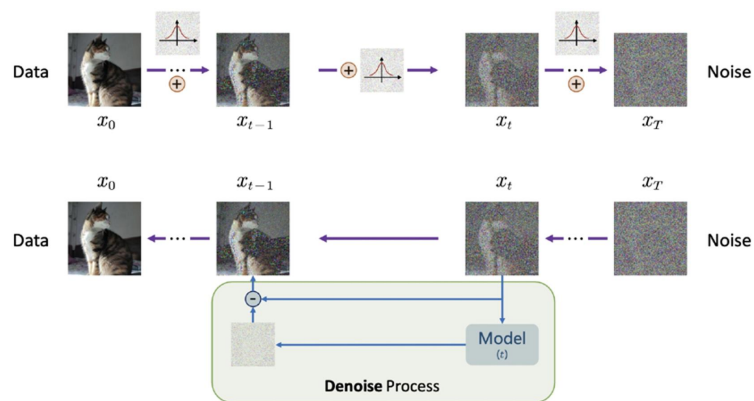 Data
Noise
x_0
x_{t-1}
x_t
x_T
x_0
x_{t-1}
x_t
x_T
Data
Noise
Model
(t)
Denoise Process